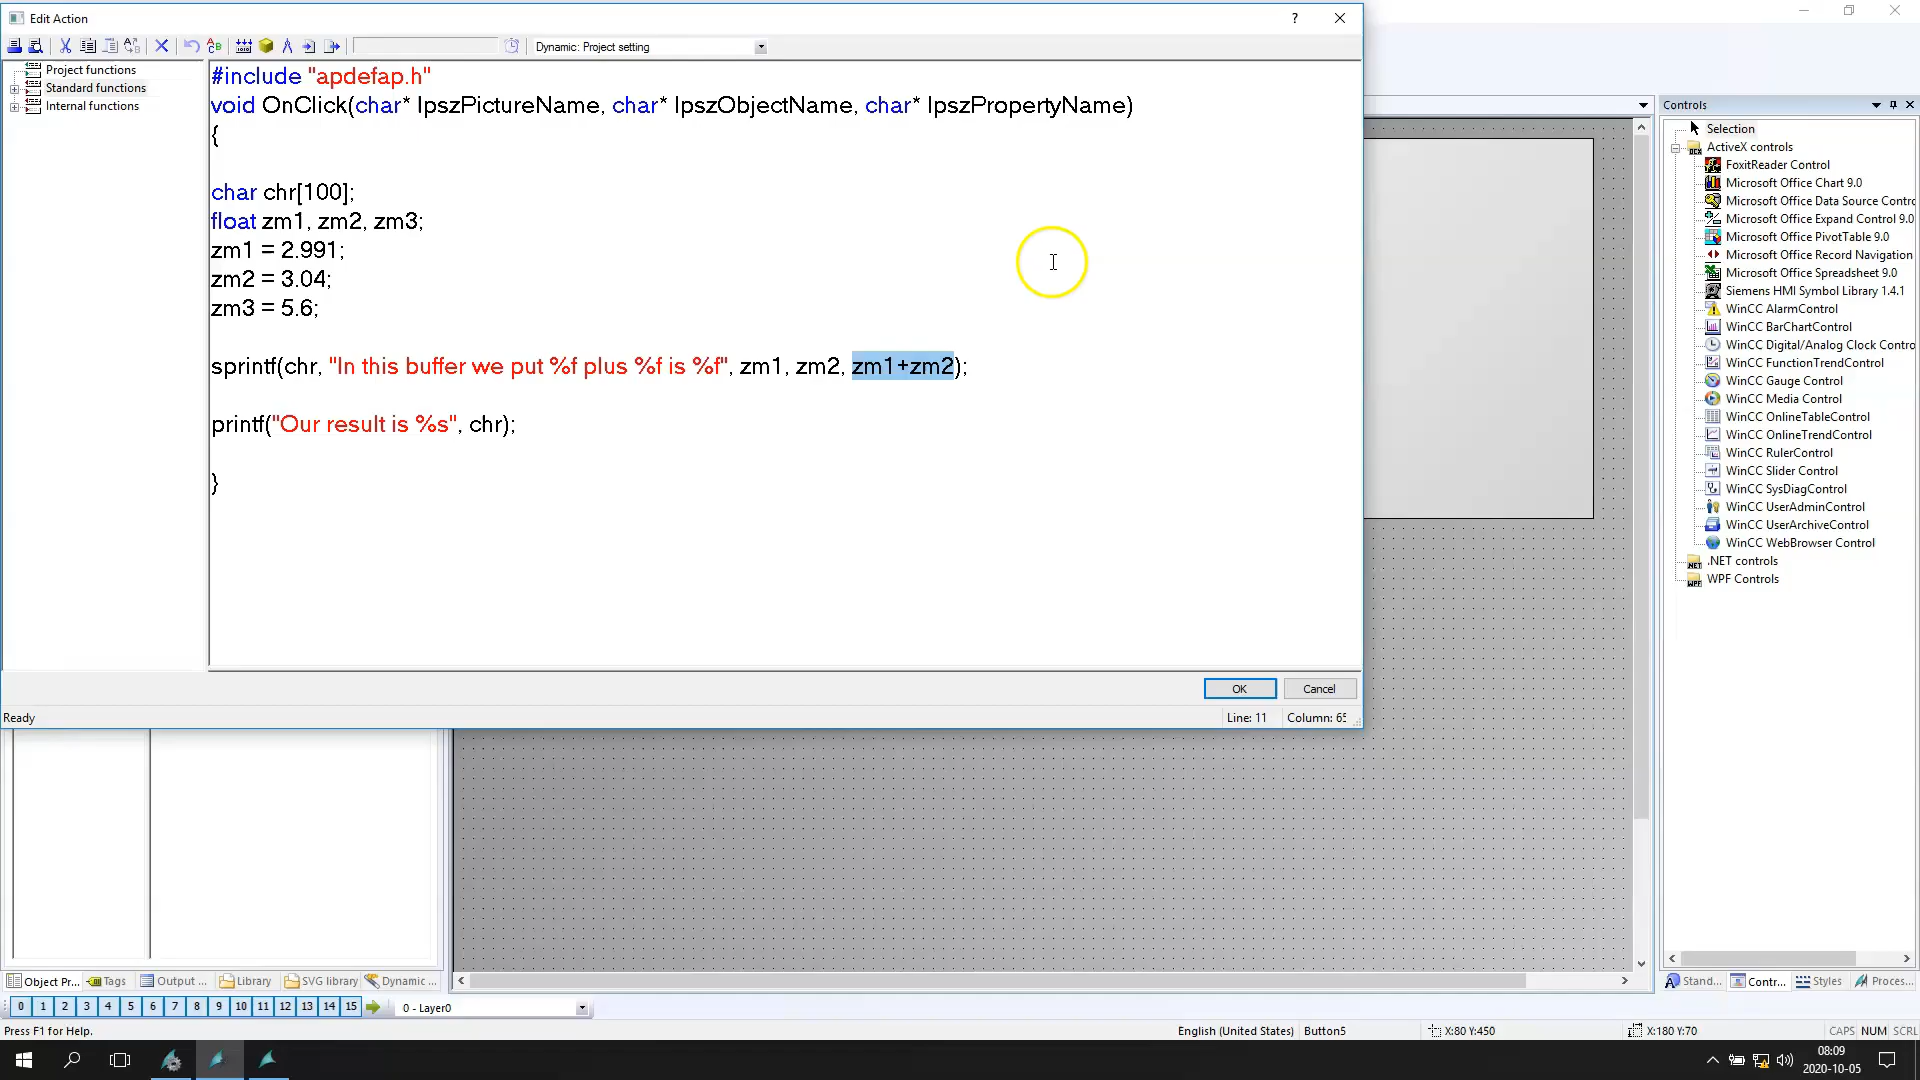 Edit Action
?
Dynamic: Project setting
Project functions
Standard functions
Internal functions
#include "apdefap.h"
void OnClick(char* lpszPictureName, char* lpszObjectName, char* lpszPropertyName)
{
char chr[100];
float zm1, zm2, zm3;
zm1 = 2.991;
zm2 = 3.04;
zm3 = 5.6;
sprintf(chr, "In this buffer we put %f plus %f is %f", zm1, zm2, zm1+zm2);
printf("Our result is %s", chr);
}
OK
Cancel
Ready
Line: 11
Column: 65
Controls
Selection
ActiveX controls
FoxitReader Control
Microsoft Office Chart 9.0
Microsoft Office Data Source Contro
Microsoft Office Expand Control 9.0
Microsoft Office PivotTable 9.0
Microsoft Office Record Navigation
Microsoft Office Spreadsheet 9.0
Siemens HMI Symbol Library 1.4.1
WinCC AlarmControl
WinCC BarChartControl
WinCC Digital/Analog Clock Contro
WinCC FunctionTrendControl
WinCC Gauge Control
WinCC Media Control
WinCC OnlineTableControl
WinCC OnlineTrendControl
WinCC RulerControl
WinCC Slider Control
WinCC SysDiagControl
WinCC UserAdminControl
WinCC UserArchiveControl
WinCC WebBrowser Control
.NET controls
WPF Controls
Object Pr...
Tags
Output ...
Library
SVG library
Dynamic ...
Stand...
Contr...
Styles
Proces...
0 1 2 3 4 5 6 7 8 9 10 11 12 13 14 15
0 - Layer0
Press F1 for Help.
English (United States)
Button5
X:80 Y:450
X:180 Y:70
CAPS NUM SCRL
08:09
2020-10-05